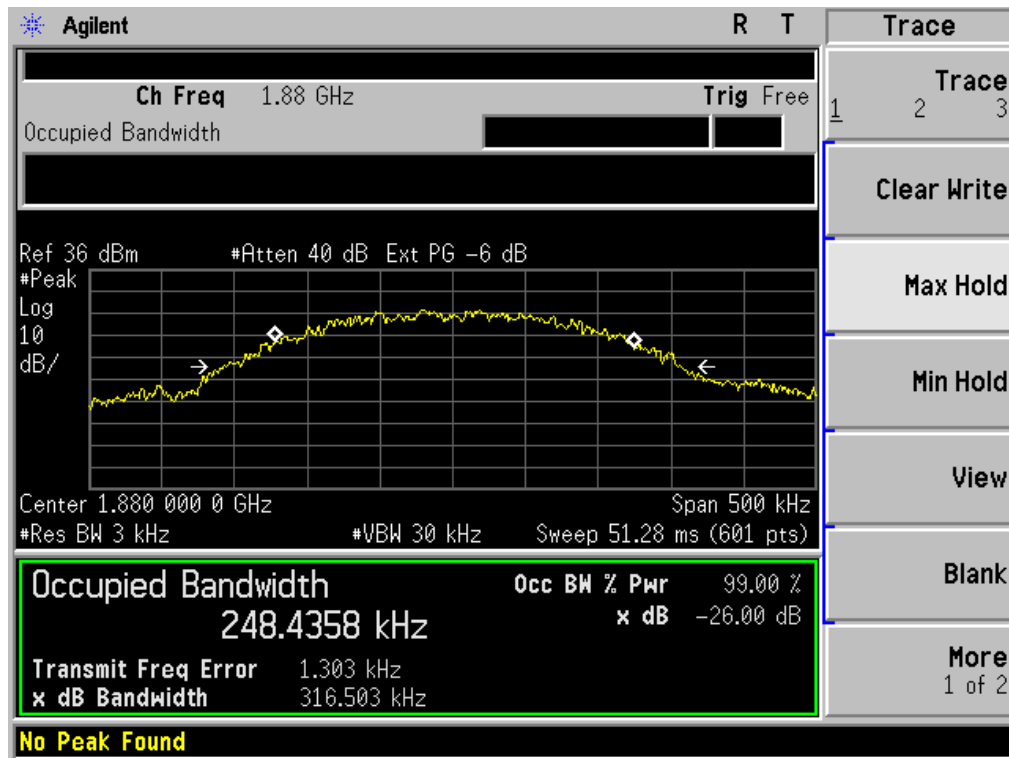 Agilent R T
Trace
Ch Freq 1.88 GHz Trig Free
Occupied Bandwidth
Trace
1 2 3
Clear Write
Max Hold
Min Hold
View
Blank
More
1 of 2
Ref 36 dBm #Atten 40 dB Ext PG -6 dB
#Peak
Log
10
dB/
Center 1.880 000 0 GHz Span 500 kHz
#Res BW 3 kHz #VBW 30 kHz Sweep 51.28 ms (601 pts)
Occupied Bandwidth Occ BW % Pwr 99.00 %
248.4358 kHz x dB -26.00 dB
Transmit Freq Error 1.303 kHz
x dB Bandwidth 316.503 kHz
No Peak Found